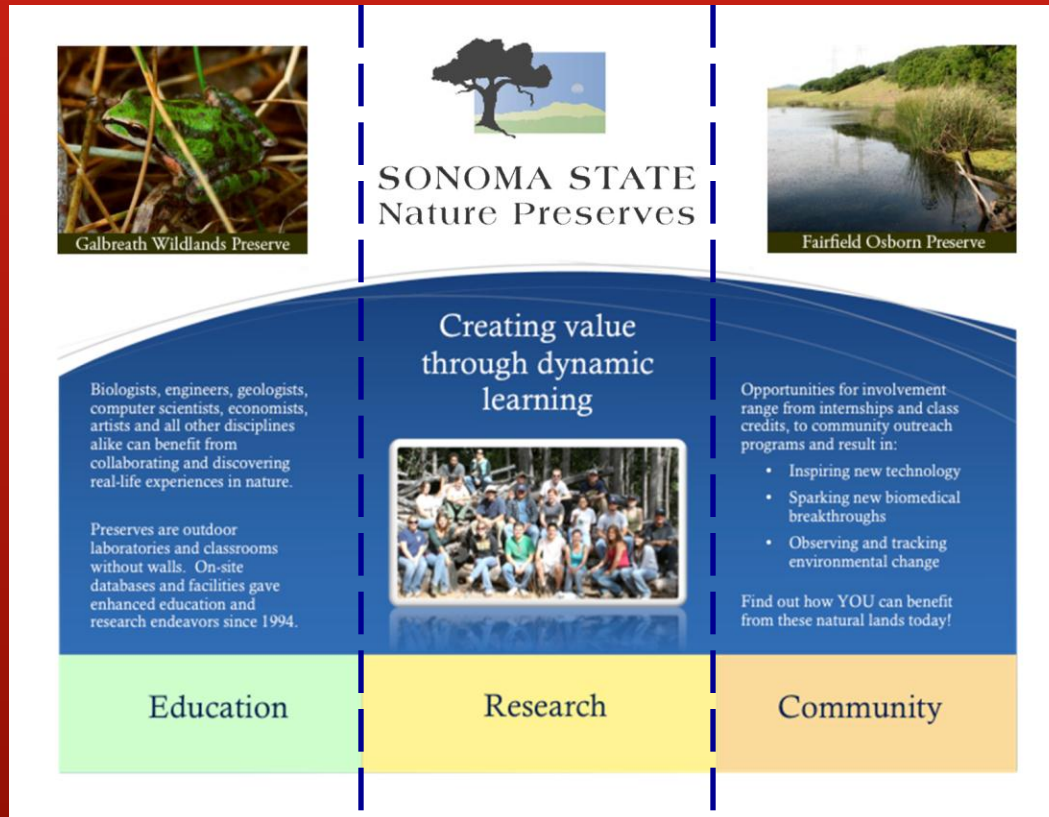 Galbreath Wildlands Preserve
SONOMA STATE
Nature Preserves
Fairfield Osborn Preserve
Creating value
through dynamic
learning
Biologists, engineers, geologists,
computer scientists, economists,
artists and all other disciplines
alike can benefit from
collaborating and discovering
real-life experiences in nature.
Preserves are outdoor
laboratories and classrooms
without walls.  On-site
databases and facilities gave
enhanced education and
research endeavors since 1994.
Opportunities for involvement
range from internships and class
credits, to community outreach
programs and result in:
• Inspiring new technology
• Sparking new biomedical
breakthroughs
• Observing and tracking
environmental change
Find out how YOU can benefit
from these natural lands today!
Education
Research
Community